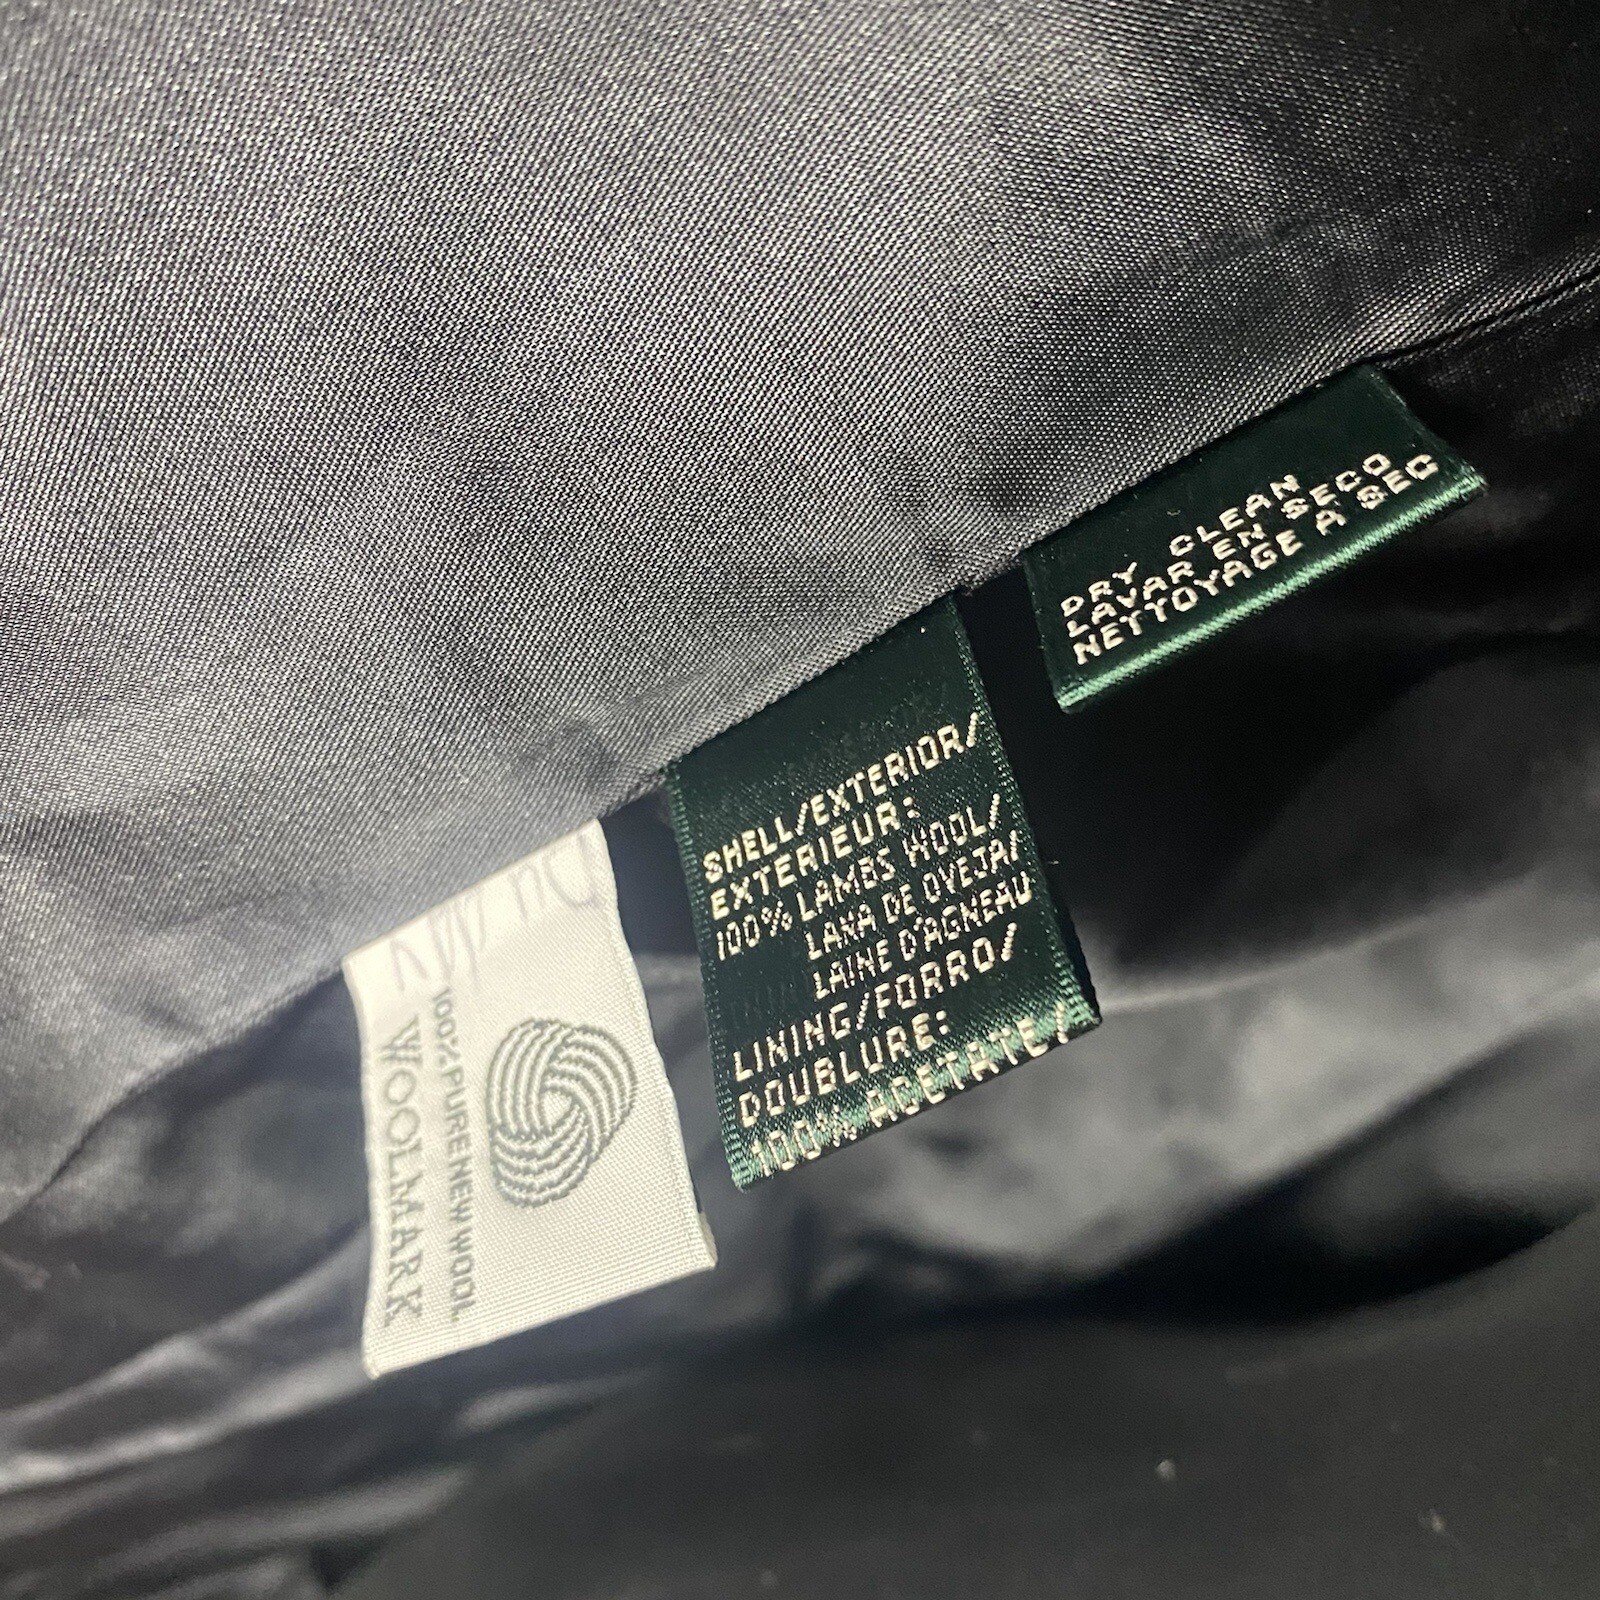 DRY CLEAN
LAVAR EN SECO
NETTOYAGE A SEC
SHELL/EXTERIOR/
EXTERIEUR:
100% LAMBS WOOL/
LANA DE OVEJA/
LAINE D'AGNEAU
LINING/FORRO/
DOUBLURE:
100% ACETATE/
100% PURE NEW WOOL.
WOOLMARK